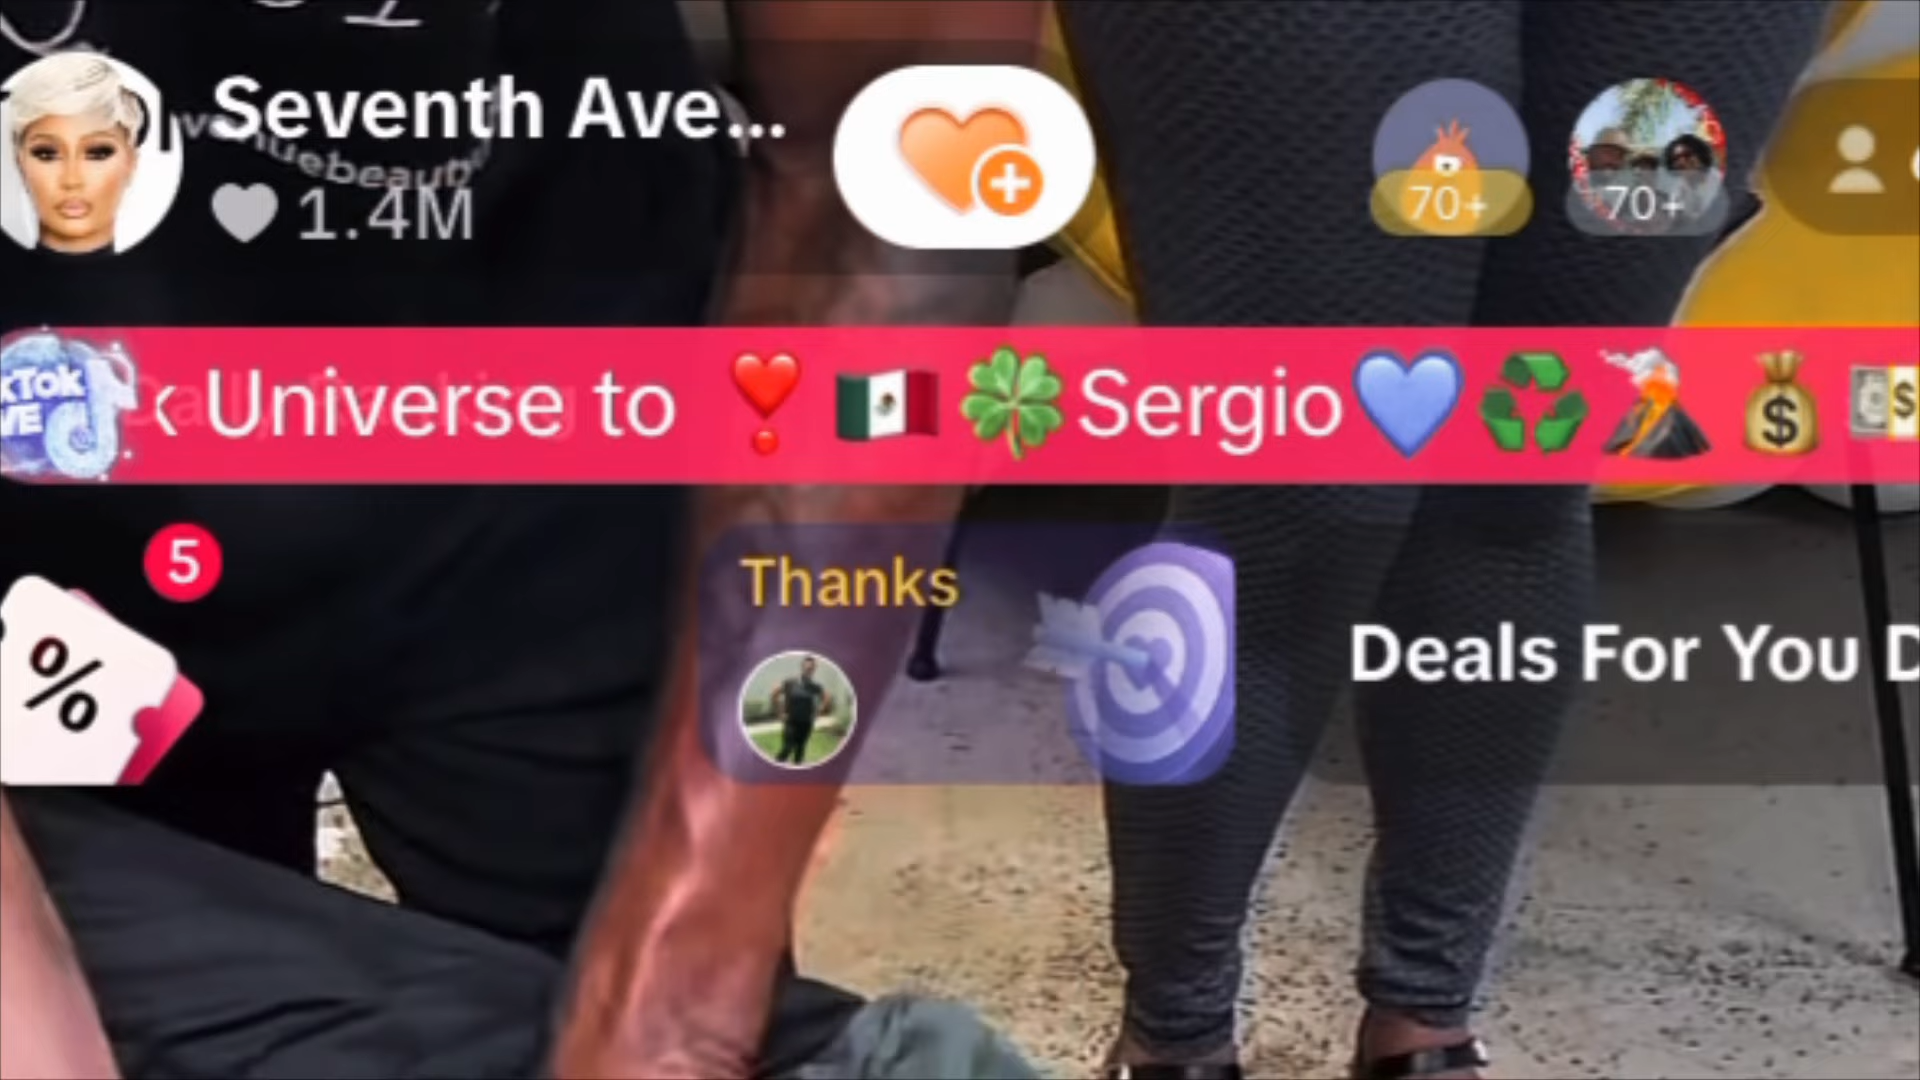 Seventh Ave...
1.4M
70+
70+
Universe to ❣️ 🇲🇽 🍀Sergio💙♻️🌋💰💵
5
%
Thanks
Deals For You D